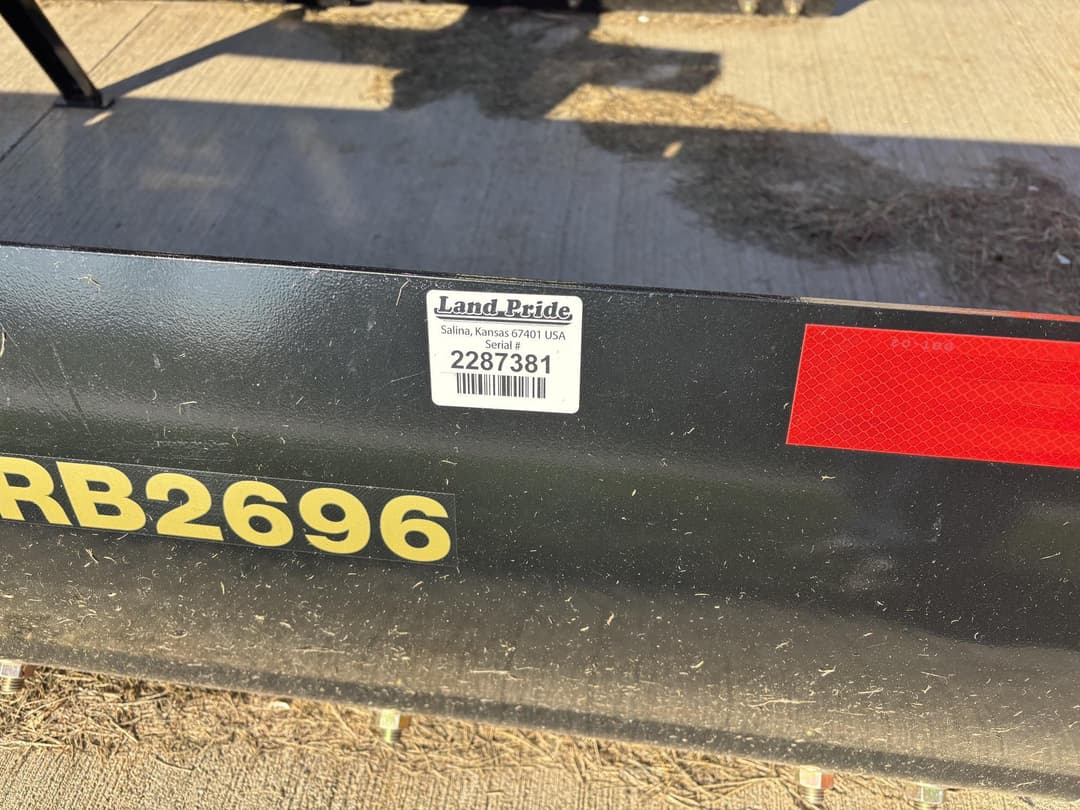 Land Pride
Salina, Kansas 67401 USA
Serial #
2287381
RB2696